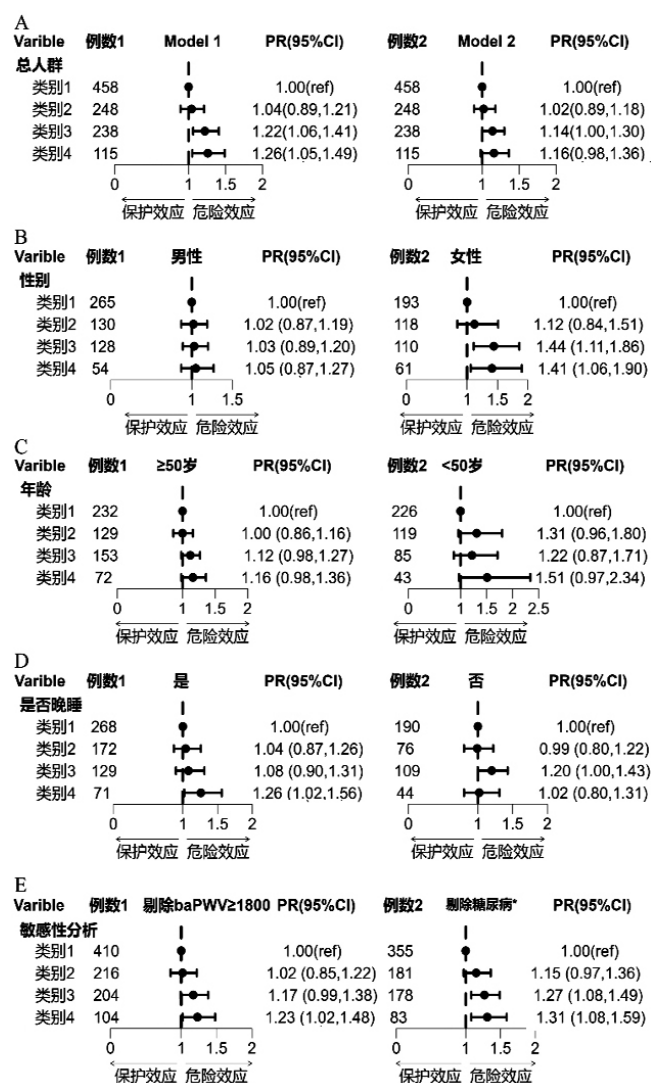 A
Varible 例数1 Model 1 PR(95%CI) 例数2 Model 2 PR(95%CI)
总人群
类别1 458 1.00(ref) 458 1.00(ref)
类别2 248 1.04(0.89,1.21) 248 1.02(0.89,1.18)
类别3 238 1.22(1.06,1.41) 238 1.14(1.00,1.30)
类别4 115 1.26(1.05,1.49) 115 1.16(0.98,1.36)
0 1 1.5 2 0 1 1.5 2
保护效应 危险效应 保护效应 危险效应
B
Varible 例数1 男性 PR(95%CI) 例数2 女性 PR(95%CI)
性别
类别1 265 1.00(ref) 193 1.00(ref)
类别2 130 1.02 (0.87,1.19) 118 1.12 (0.84,1.51)
类别3 128 1.03 (0.89,1.20) 110 1.44 (1.11,1.86)
类别4 54 1.05 (0.87,1.27) 61 1.41 (1.06,1.90)
0 1 1.5 0 1 1.5 2
保护效应 危险效应 保护效应 危险效应
C
Varible 例数1 ≥50岁 PR(95%CI) 例数2 <50岁 PR(95%CI)
年龄
类别1 232 1.00(ref) 226 1.00(ref)
类别2 129 1.00 (0.86,1.16) 119 1.31 (0.96,1.80)
类别3 153 1.12 (0.98,1.27) 85 1.22 (0.87,1.71)
类别4 72 1.16 (0.98,1.36) 43 1.51 (0.97,2.34)
0 1 1.5 2 0 1 1.5 2 2.5
保护效应 危险效应 保护效应 危险效应
D
Varible 例数1 是 PR(95%CI) 例数2 否 PR(95%CI)
是否晚睡
类别1 268 1.00(ref) 190 1.00(ref)
类别2 172 1.04 (0.87,1.26) 76 0.99 (0.80,1.22)
类别3 129 1.08 (0.90,1.31) 109 1.20 (1.00,1.43)
类别4 71 1.26 (1.02,1.56) 44 1.02 (0.80,1.31)
0 1 1.5 2 0 1 1.5 2
保护效应 危险效应 保护效应 危险效应
E
Varible 例数1 剔除baPWV≥1800 PR(95%CI) 例数2 剔除糖尿病* PR(95%CI)
敏感性分析
类别1 410 1.00(ref) 355 1.00(ref)
类别2 216 1.02 (0.85,1.22) 181 1.15 (0.97,1.36)
类别3 204 1.17 (0.99,1.38) 178 1.27 (1.08,1.49)
类别4 104 1.23 (1.02,1.48) 83 1.31 (1.08,1.59)
0 1 1.5 2 0 1 1.5 2
保护效应 危险效应 保护效应 危险效应